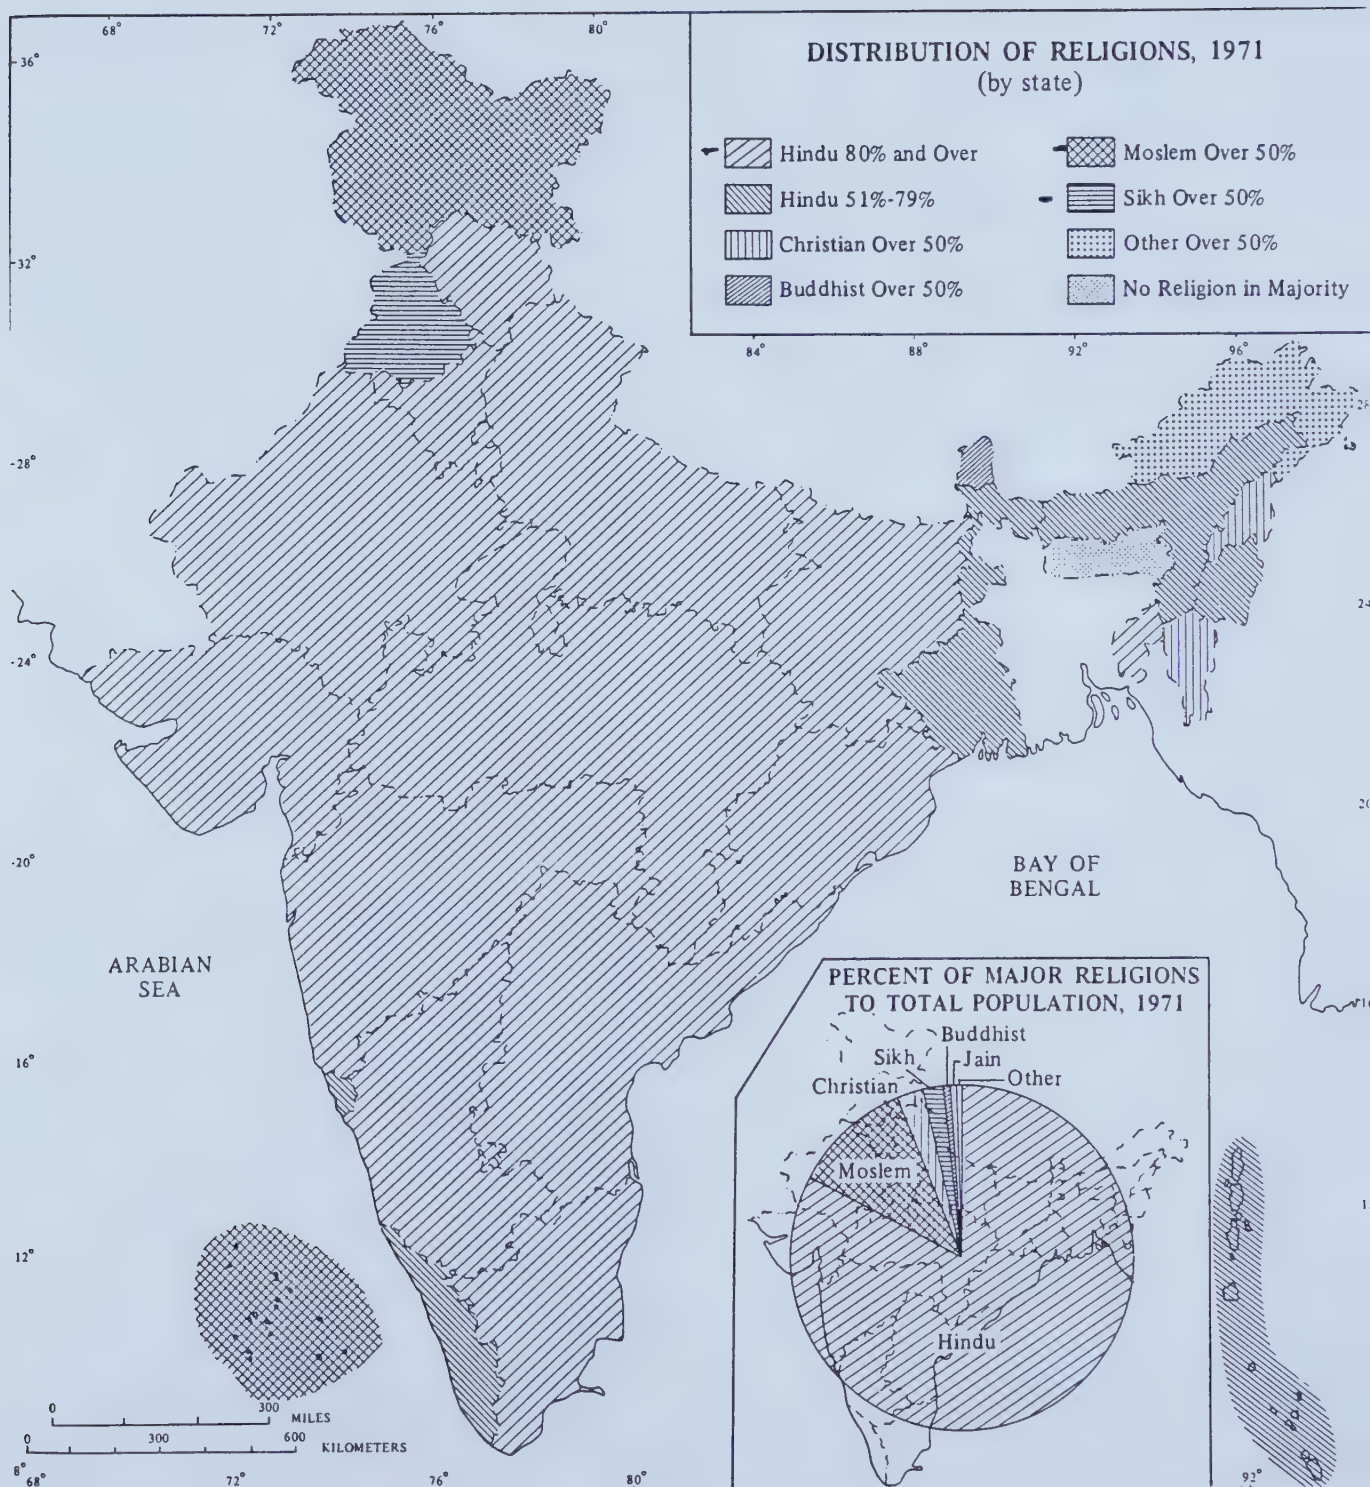 68° 72° 76° 80°
36°
32°
28°
24°
20°
16°
12°
8°
DISTRIBUTION OF RELIGIONS, 1971
(by state)
Hindu 80% and Over
Hindu 51%-79%
Christian Over 50%
Buddhist Over 50%
Moslem Over 50%
Sikh Over 50%
Other Over 50%
No Religion in Majority
84° 88° 92° 96°
28
24
20
BAY OF
BENGAL
ARABIAN
SEA
PERCENT OF MAJOR RELIGIONS
TO TOTAL POPULATION, 1971
Buddhist
Sikh Jain
Christian Other
Moslem
Hindu
0 300 MILES
0 300 600 KILOMETERS
68° 72° 76° 80° 92°